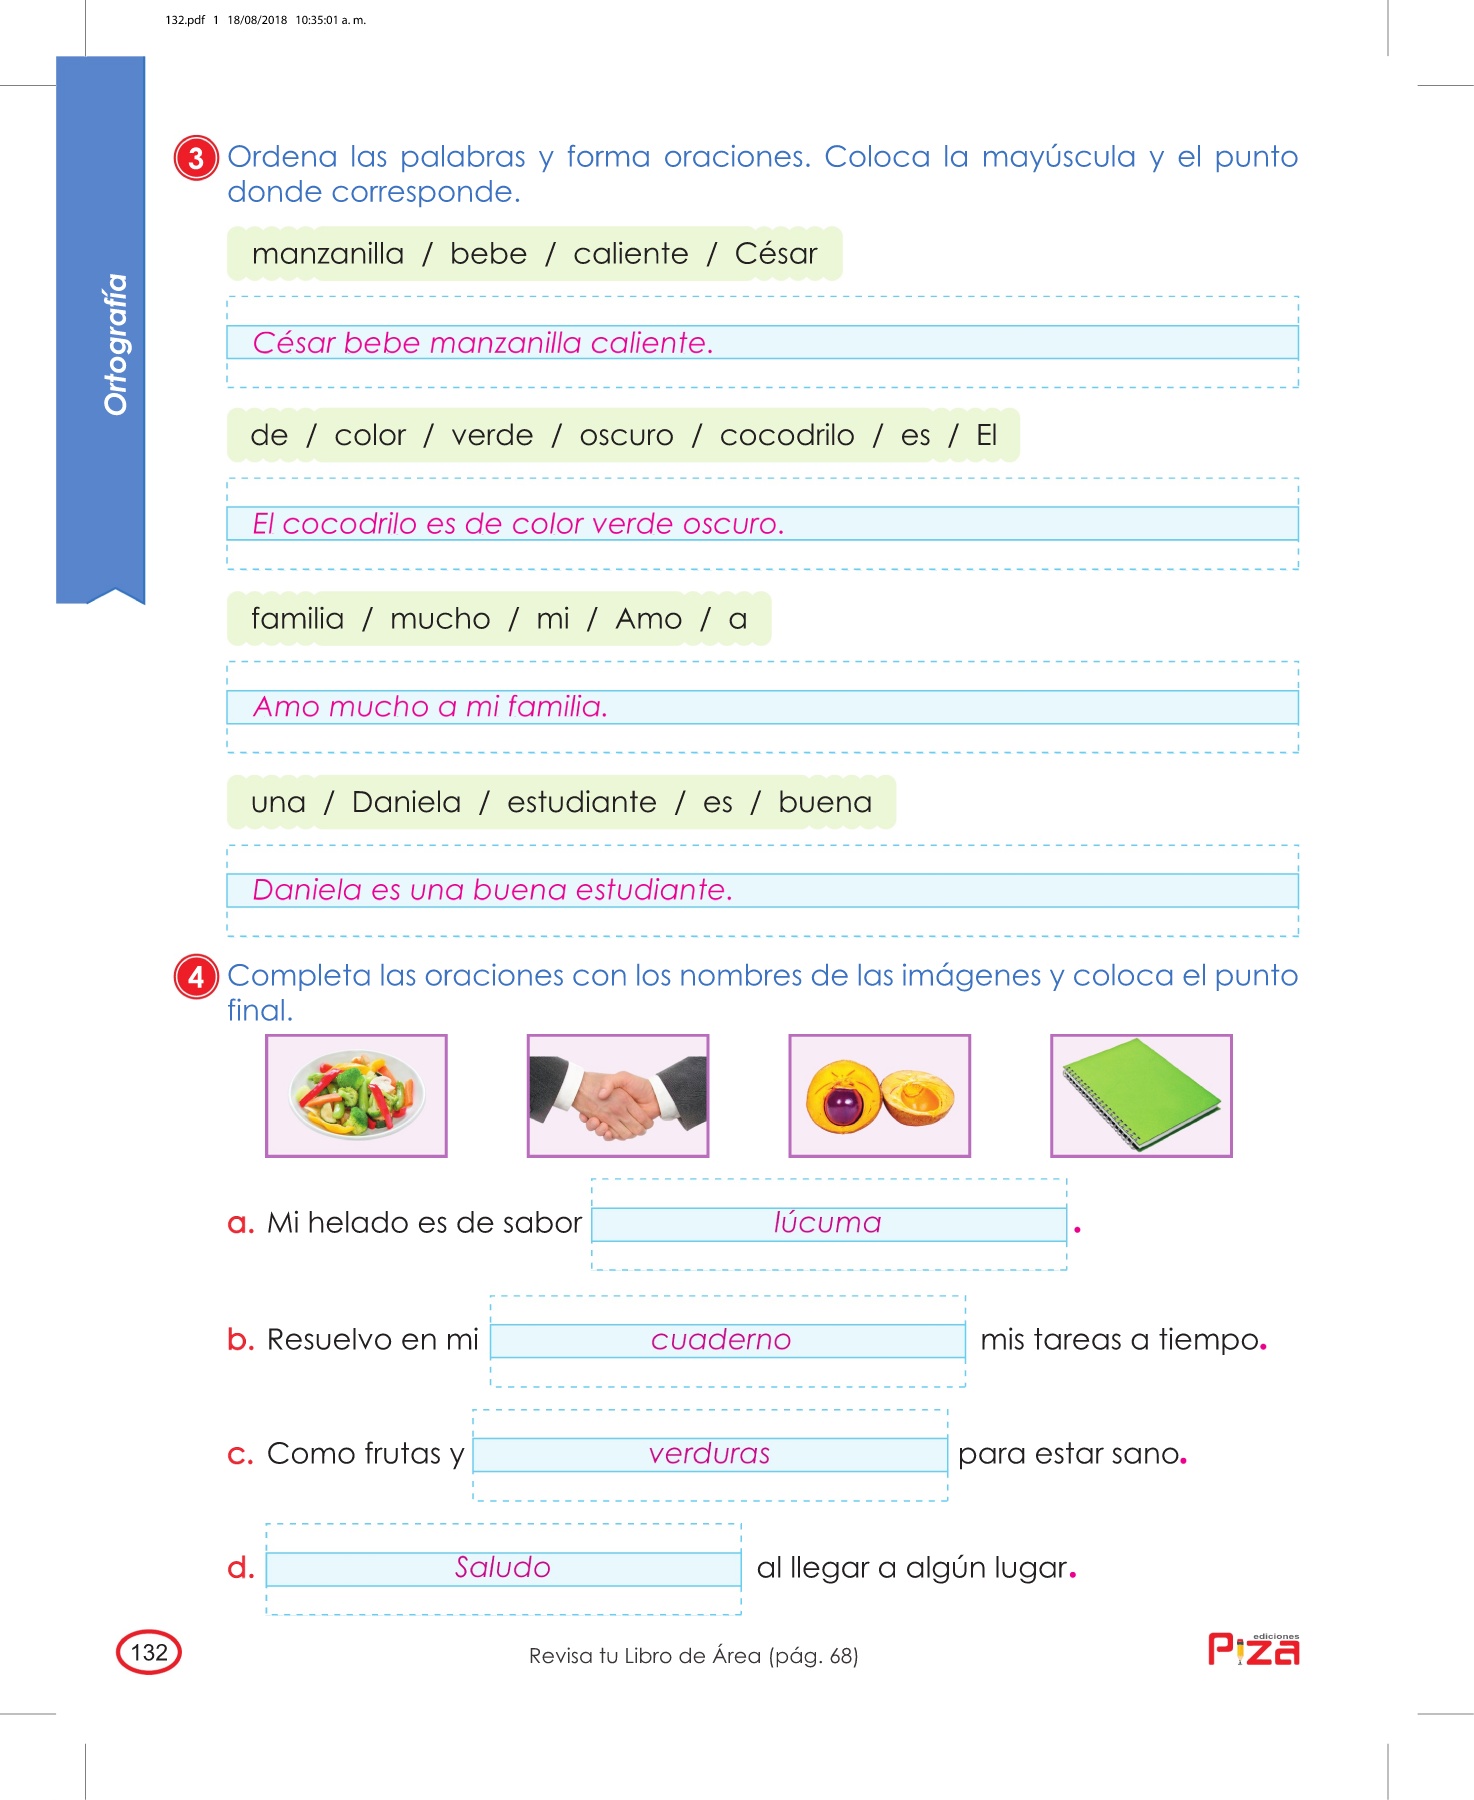 132.pdf 1 18/08/2018 10:35:01 a. m.
Ortografía
3 Ordena las palabras y forma oraciones. Coloca la mayúscula y el punto
donde corresponde.
manzanilla / bebe / caliente / César
César bebe manzanilla caliente.
de / color / verde / oscuro / cocodrilo / es / El
El cocodrilo es de color verde oscuro.
familia / mucho / mi / Amo / a
Amo mucho a mi familia.
una / Daniela / estudiante / es / buena
Daniela es una buena estudiante.
4 Completa las oraciones con los nombres de las imágenes y coloca el punto
final.
a. Mi helado es de sabor lúcuma .
b. Resuelvo en mi cuaderno mis tareas a tiempo.
c. Como frutas y verduras para estar sano.
d. Saludo al llegar a algún lugar.
132
Revisa tu Libro de Área (pág. 68)
ediciones
Piza